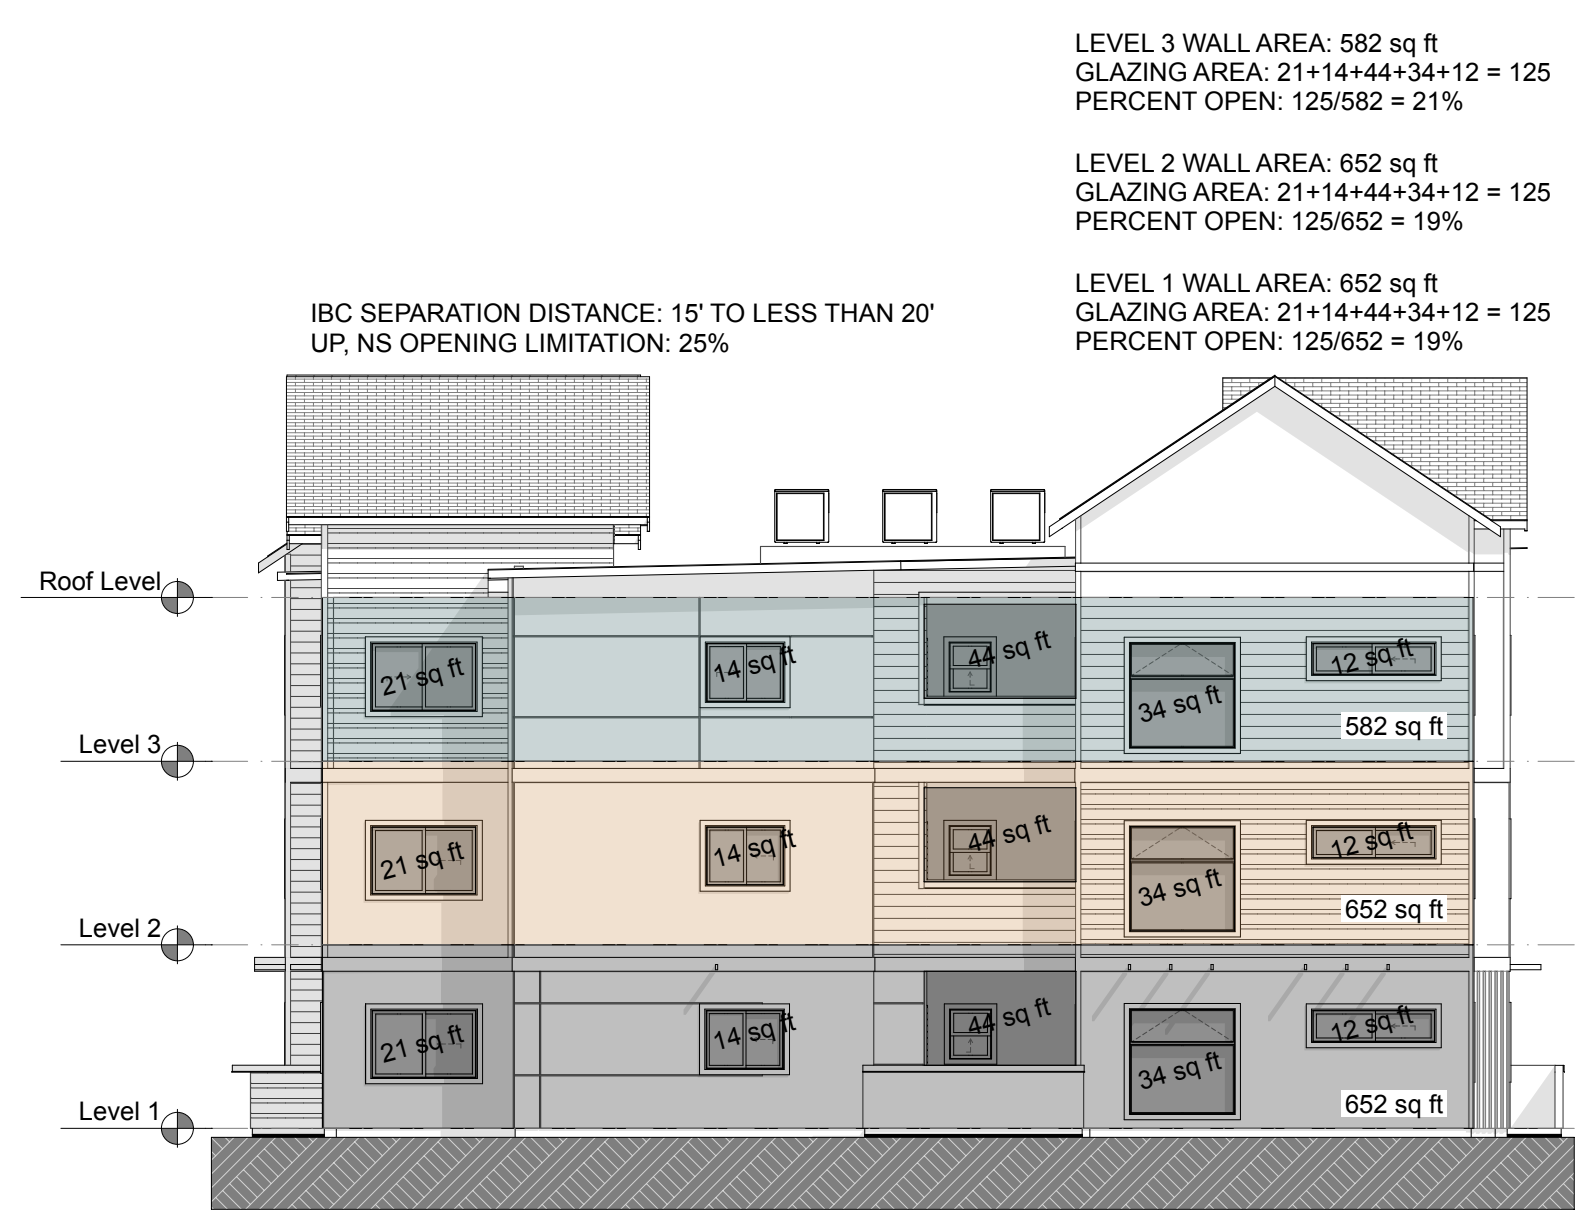 LEVEL 3 WALL AREA: 582 sq ft
GLAZING AREA: 21+14+44+34+12 = 125
PERCENT OPEN: 125/582 = 21%
LEVEL 2 WALL AREA: 652 sq ft
GLAZING AREA: 21+14+44+34+12 = 125
PERCENT OPEN: 125/652 = 19%
LEVEL 1 WALL AREA: 652 sq ft
GLAZING AREA: 21+14+44+34+12 = 125
PERCENT OPEN: 125/652 = 19%
IBC SEPARATION DISTANCE: 15' TO LESS THAN 20'
UP, NS OPENING LIMITATION: 25%
Roof Level
21 sq ft
14 sq ft
44 sq ft
34 sq ft
12 sq ft
582 sq ft
Level 3
21 sq ft
14 sq ft
44 sq ft
34 sq ft
12 sq ft
652 sq ft
Level 2
21 sq ft
14 sq ft
44 sq ft
34 sq ft
12 sq ft
652 sq ft
Level 1